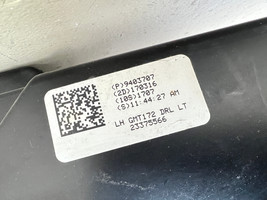 (P)9403707
(2D)170316
(10S)1707
(S)11:44:27 AM
LH GMT172 DRL LT
23375566